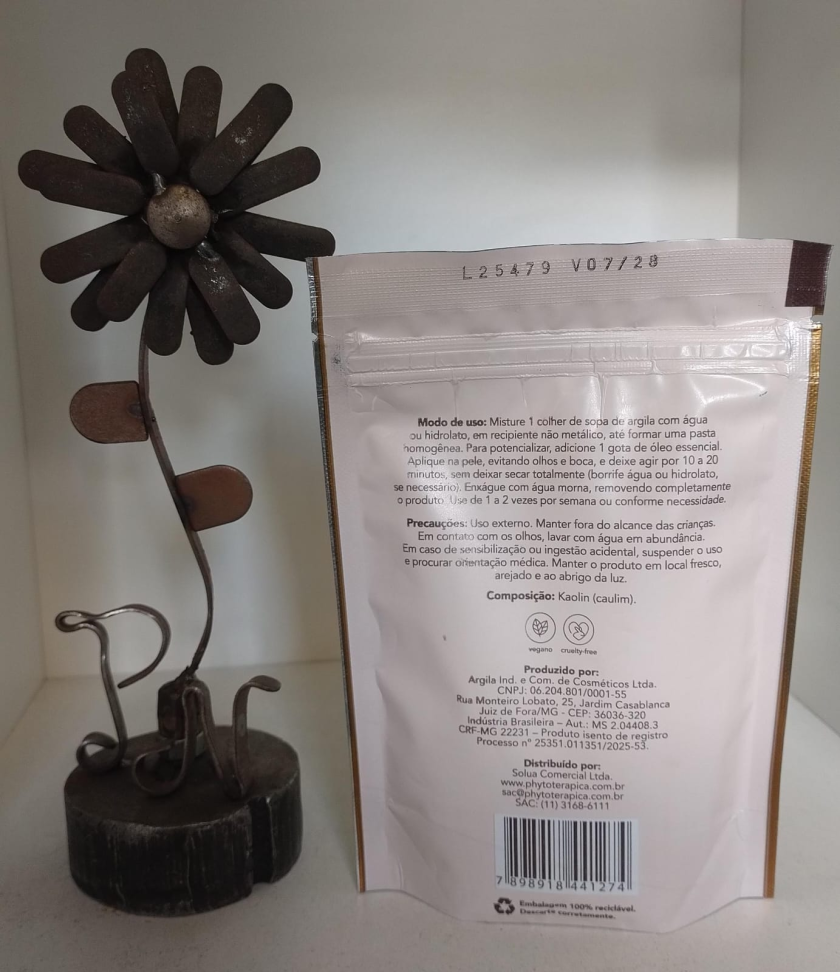 L25479 V07/28
Modo de uso: Misture 1 colher de sopa de argila com água
ou hidrolato, em recipiente não metálico, até formar uma pasta
homogênea. Para potencializar, adicione 1 gota de óleo essencial.
Aplique na pele, evitando olhos e boca, e deixe agir por 10 a 20
minutos, sem deixar secar totalmente (borrife água ou hidrolato,
se necessário). Enxágue com água morna, removendo completamente
o produto. Use de 1 a 2 vezes por semana ou conforme necessidade.
Precauções: Uso externo. Manter fora do alcance das crianças.
Em contato com os olhos, lavar com água em abundância.
Em caso de sensibilização ou ingestão acidental, suspender o uso
e procurar orientação médica. Manter o produto em local fresco,
arejado e ao abrigo da luz.
Composição: Kaolin (caulim).
vegano cruelty-free
Produzido por:
Argila Ind. e Com. de Cosméticos Ltda.
CNPJ: 06.204.801/0001-55
Rua Monteiro Lobato, 25, Jardim Casablanca
Juiz de Fora/MG - CEP: 36036-320
Indústria Brasileira – Aut.: MS 2.04408.3
CRF-MG 22231 – Produto isento de registro
Processo nº 25351.011351/2025-53.
Distribuído por:
Solua Comercial Ltda.
www.phytoterapica.com.br
sac@phytoterapica.com.br
SAC: (11) 3168-6111
7 898918 441274
Embalagem 100% reciclável.
Descarte corretamente.